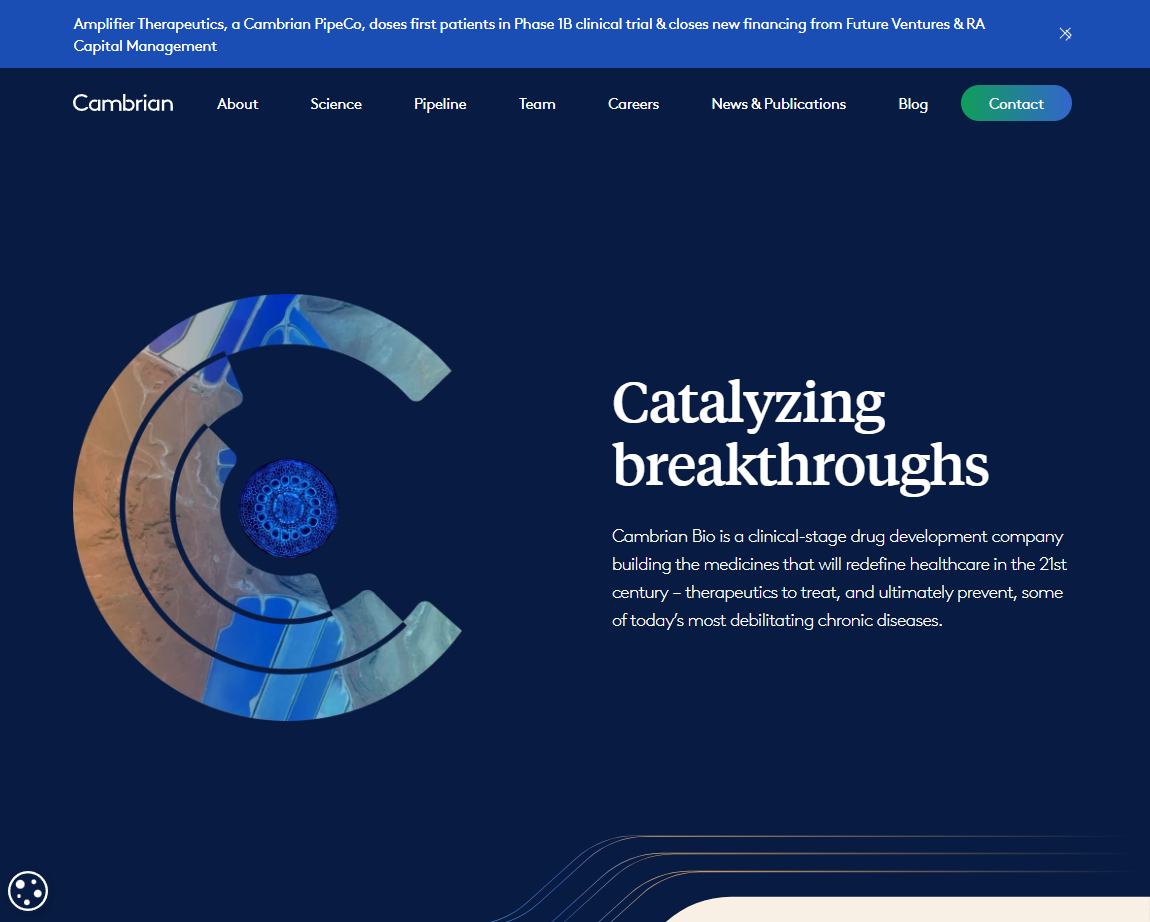 Amplifier Therapeutics, a Cambrian PipeCo, doses first patients in Phase 1B clinical trial & closes new financing from Future Ventures & RA
Capital Management
Cambrian
About
Science
Pipeline
Team
Careers
News & Publications
Blog
Contact
Catalyzing
breakthroughs
Cambrian Bio is a clinical-stage drug development company
building the medicines that will redefine healthcare in the 21st
century – therapeutics to treat, and ultimately prevent, some
of today’s most debilitating chronic diseases.